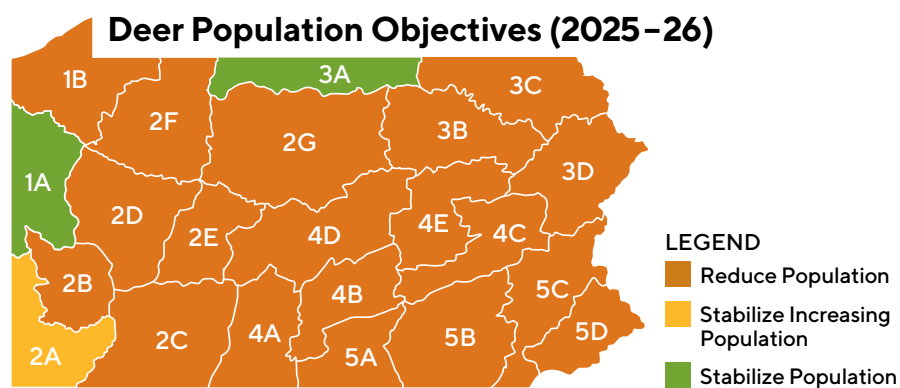 Deer Population Objectives (2025–26)
1B
3A
3C
2F
2G
3B
1A
3D
2D
2E
4D
4E
4C
2B
4B
5C
2A
2C
4A
5A
5B
5D
LEGEND
Reduce Population
Stabilize Increasing
Population
Stabilize Population